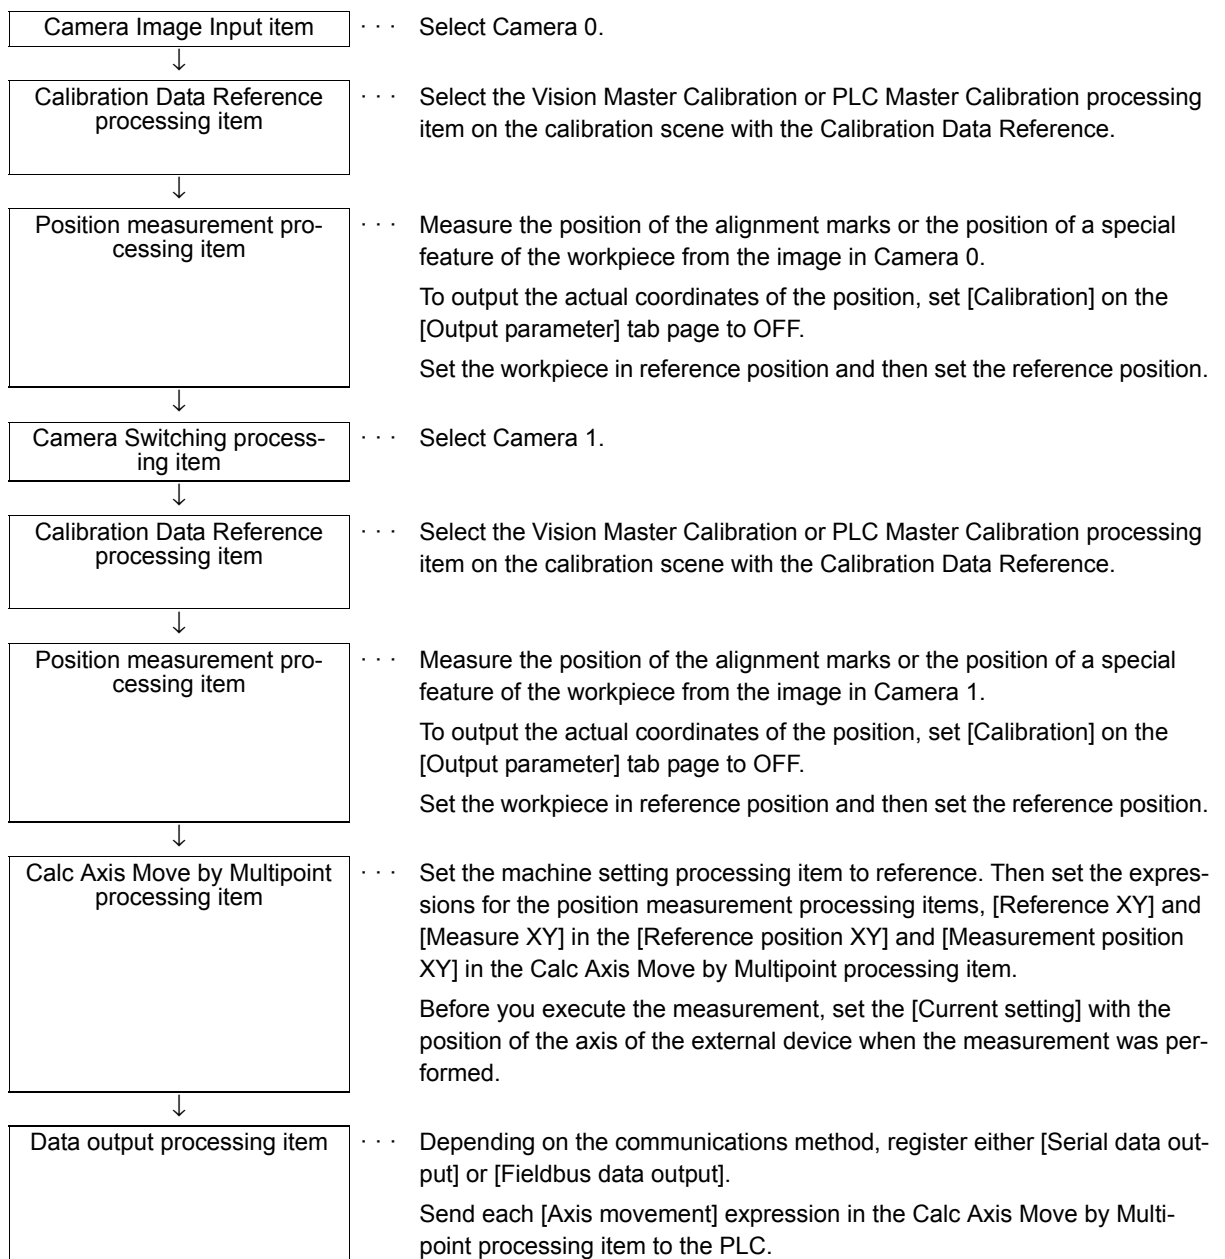 Camera Image Input item · · · Select Camera 0.
↓
Calibration Data Reference · · · Select the Vision Master Calibration or PLC Master Calibration processing
processing item item on the calibration scene with the Calibration Data Reference.
↓
Position measurement pro- · · · Measure the position of the alignment marks or the position of a special
cessing item feature of the workpiece from the image in Camera 0.
To output the actual coordinates of the position, set [Calibration] on the
[Output parameter] tab page to OFF.
Set the workpiece in reference position and then set the reference position.
↓
Camera Switching process- · · · Select Camera 1.
ing item
↓
Calibration Data Reference · · · Select the Vision Master Calibration or PLC Master Calibration processing
processing item item on the calibration scene with the Calibration Data Reference.
↓
Position measurement pro- · · · Measure the position of the alignment marks or the position of a special
cessing item feature of the workpiece from the image in Camera 1.
To output the actual coordinates of the position, set [Calibration] on the
[Output parameter] tab page to OFF.
Set the workpiece in reference position and then set the reference position.
↓
Calc Axis Move by Multipoint · · · Set the machine setting processing item to reference. Then set the expres-
processing item sions for the position measurement processing items, [Reference XY] and
[Measure XY] in the [Reference position XY] and [Measurement position
XY] in the Calc Axis Move by Multipoint processing item.
Before you execute the measurement, set the [Current setting] with the
position of the axis of the external device when the measurement was per-
formed.
↓
Data output processing item · · · Depending on the communications method, register either [Serial data out-
put] or [Fieldbus data output].
Send each [Axis movement] expression in the Calc Axis Move by Multi-
point processing item to the PLC.